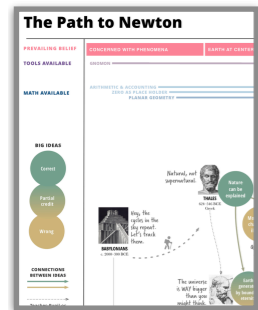 The Path to Newton
PREVAILING BELIEF
CONCERNED WITH PHENOMENA
EARTH AT CENTER
TOOLS AVAILABLE
GNOMON
MATH AVAILABLE
ARITHMETIC & ACCOUNTING
ZERO AS PLACE HOLDER
PLANAR GEOMETRY
BIG IDEAS
Correct
Partial
credit
Wrong
CONNECTIONS
BETWEEN IDEAS
Natural, not
supernatural.
THALES
Greek
Nature
can be
explained
Hey, the
cycles in the
sky repeat.
Let's track
them.
BABYLONIANS
The universe
is WAY bigger
than you
might think.